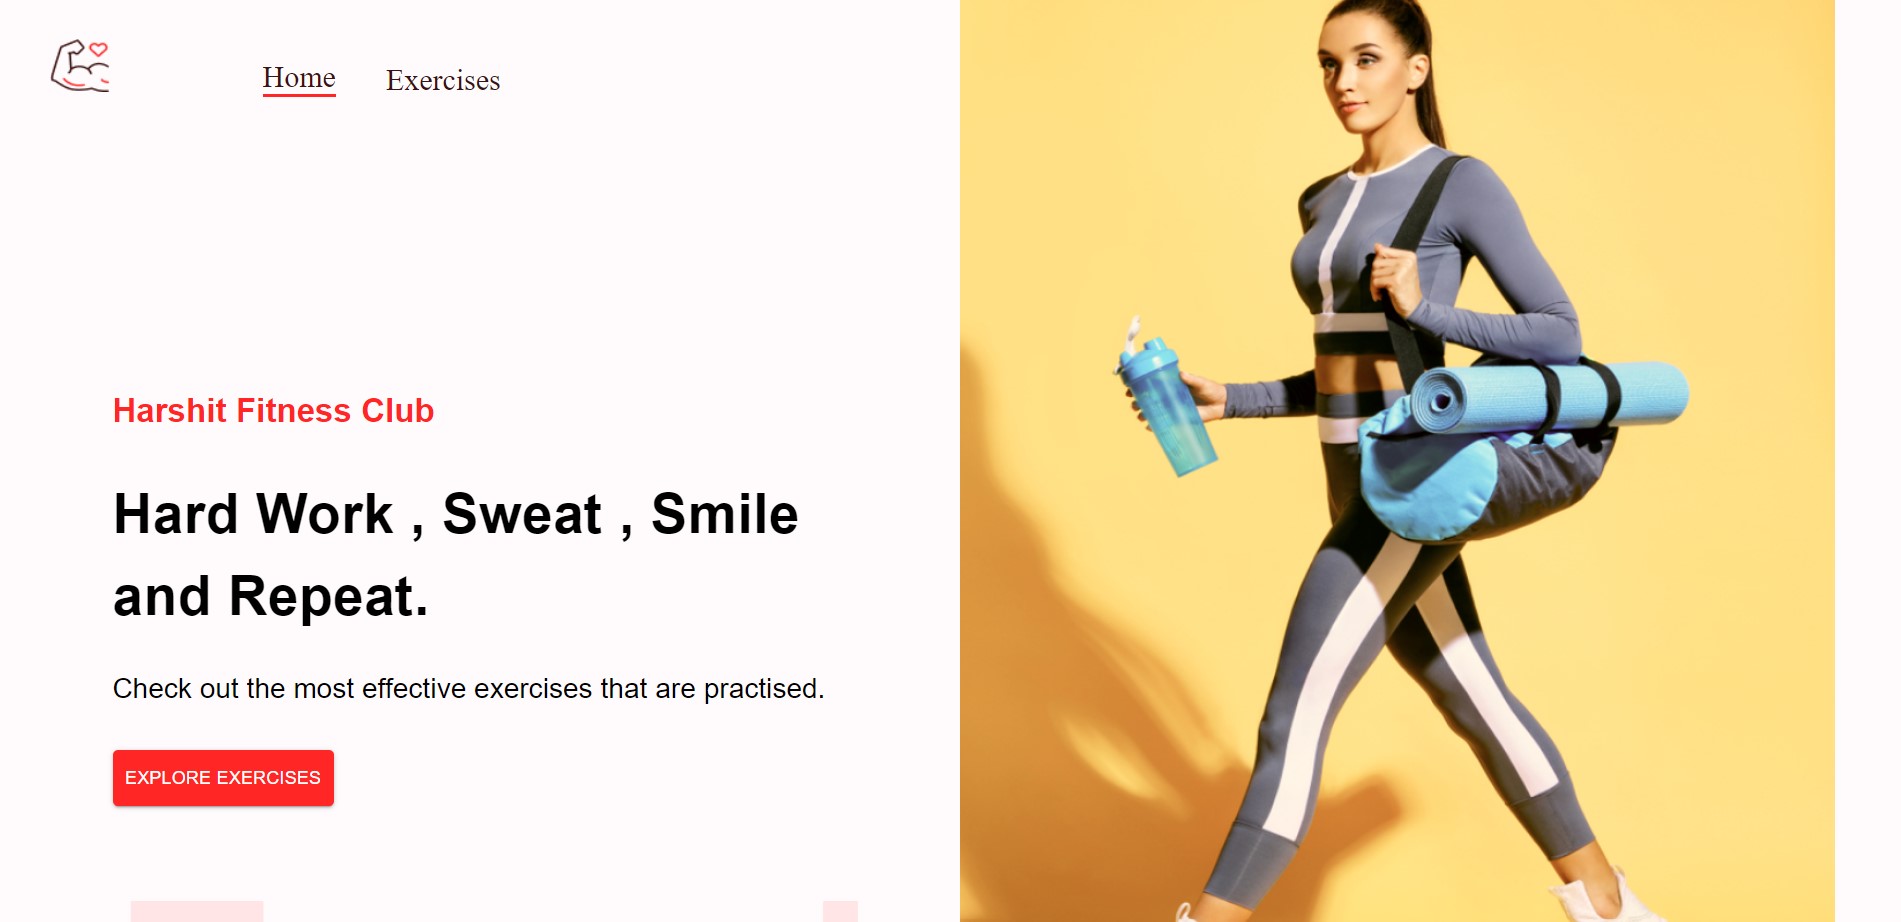 Home
Exercises
Harshit Fitness Club
Hard Work , Sweat , Smile
and Repeat.
Check out the most effective exercises that are practised.
EXPLORE EXERCISES